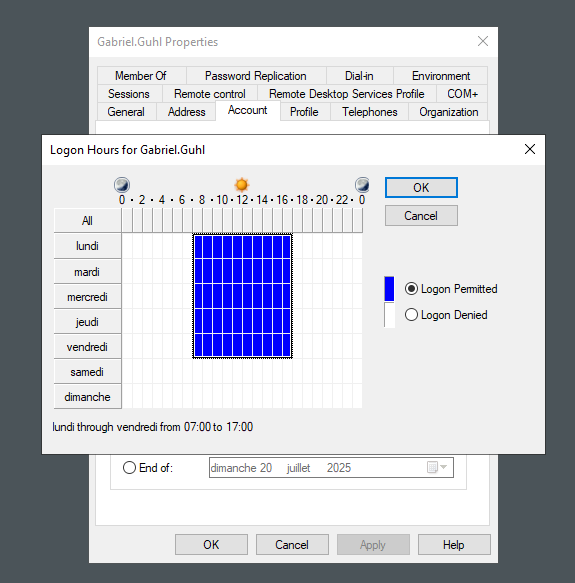 Gabriel.Guhl Properties
Member Of Password Replication Dial-in Environment
Sessions Remote control Remote Desktop Services Profile COM+
General Address Account Profile Telephones Organization
Logon Hours for Gabriel.Guhl
0 · 2 · 4 · 6 · 8 · 10 · 12 · 14 · 16 · 18 · 20 · 22 · 0
All
lundi
mardi
mercredi
jeudi
vendredi
samedi
dimanche
OK
Cancel
Logon Permitted
Logon Denied
lundi through vendredi from 07:00 to 17:00
End of: dimanche 20 juillet 2025
OK Cancel Apply Help